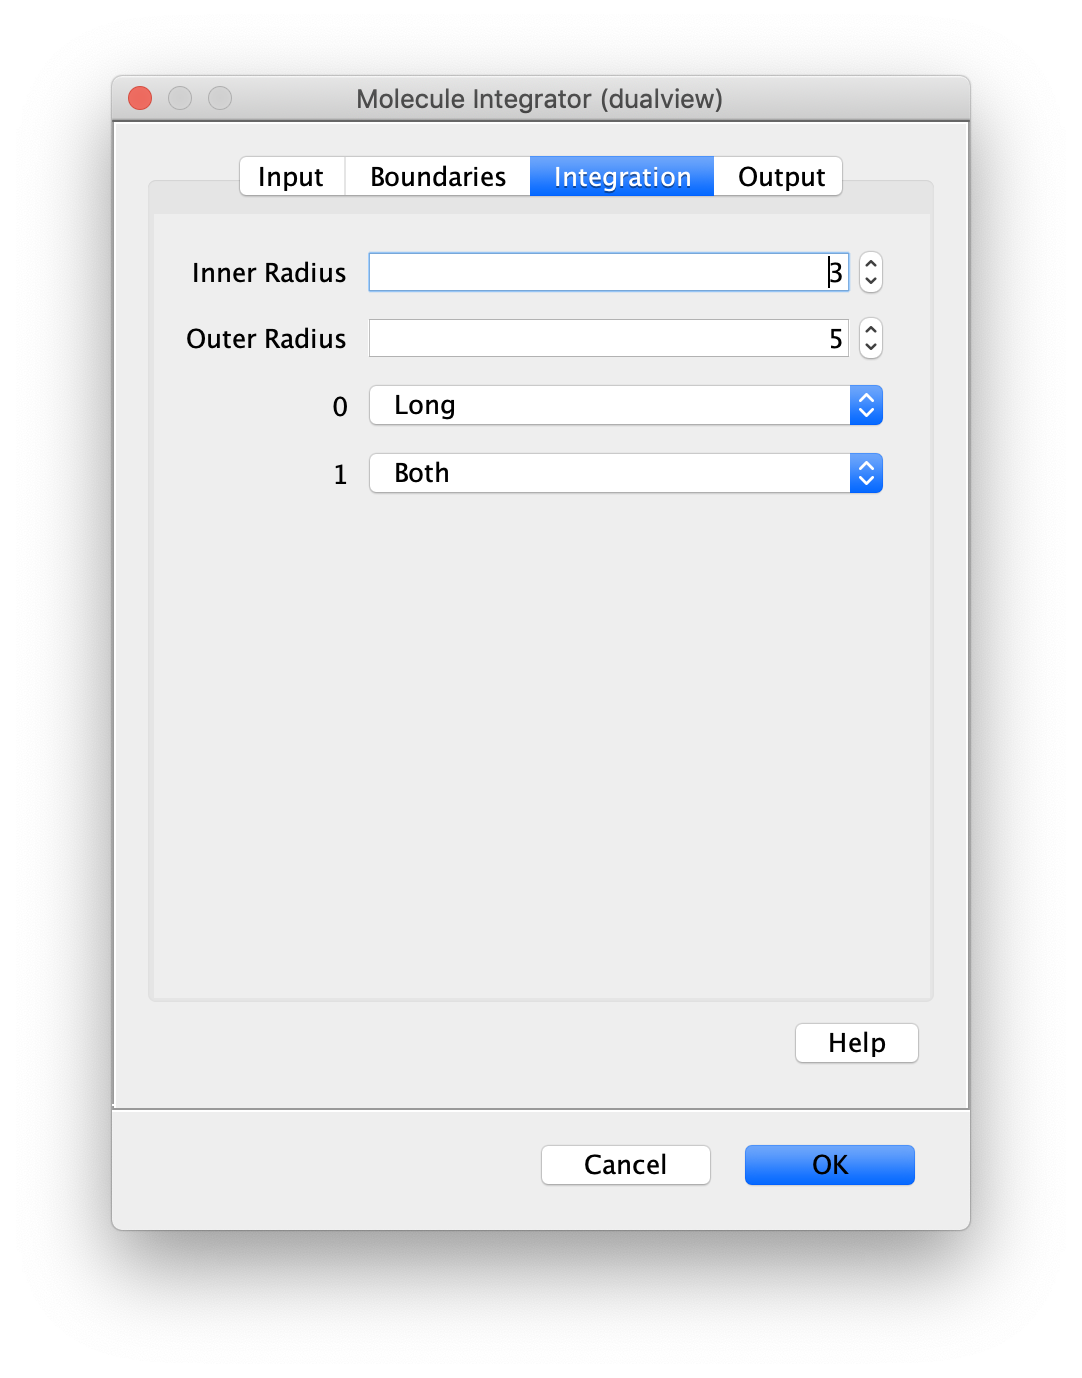 Molecule Integrator (dualview)
Input Boundaries Integration Output
Inner Radius 3
Outer Radius 5
0 Long
1 Both
Help
Cancel OK